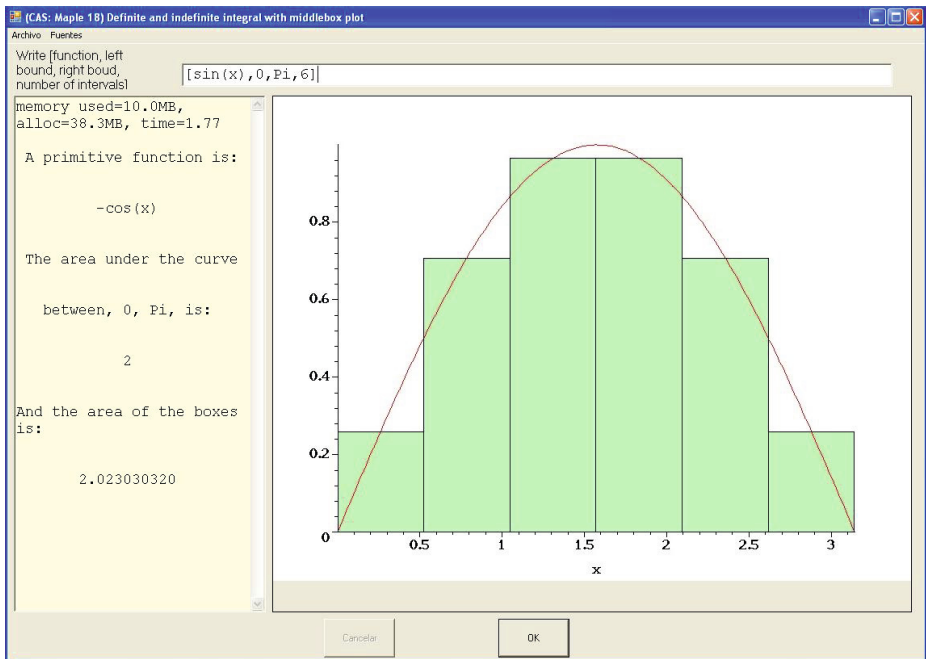 (CAS: Maple 18) Definite and indefinite integral with middlebox plot
Archivo Fuentes
Write [function, left
bound, right boud,
number of intervals]
[sin(x),0,Pi,6]
memory used=10.0MB,
alloc=38.3MB, time=1.77
A primitive function is:
-cos(x)
The area under the curve
between, 0, Pi, is:
2
And the area of the boxes
is:
2.023030320
0.8
0.6
0.4
0.2
0
0.5 1 1.5 2 2.5 3
x
Cancelar OK